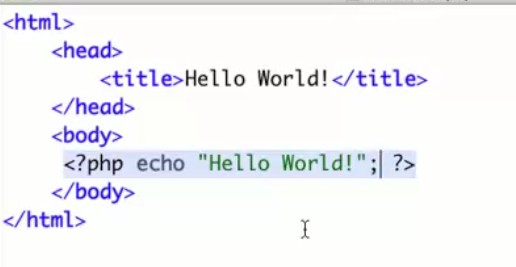 <html>
<head>
<title>Hello World!</title>
</head>
<body>
<?php echo "Hello World!"; ?>
</body>
</html>